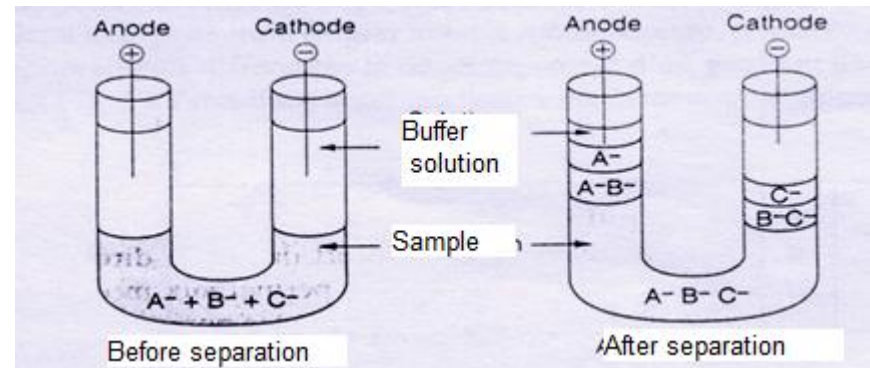 Anode
Cathode
+
−
A⁻ + B⁻ + C⁻
Before separation
Buffer
solution
Sample
Anode
Cathode
+
−
A⁻
A⁻B⁻
C⁻
B⁻C⁻
A⁻ B⁻ C⁻
After separation